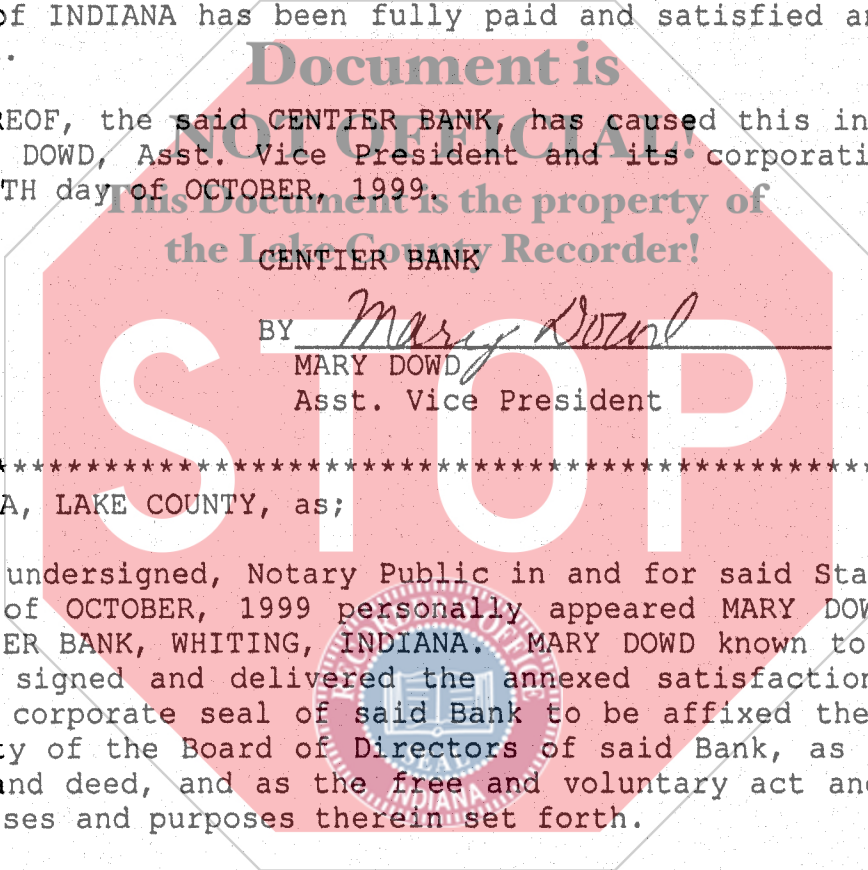 of INDIANA has been fully paid and satisfied a
.
Document is
REOF, the said CENTIER BANK, has caused this in
NOT OFFICIAL!
DOWD, Asst. Vice President and its corporati
TH day of OCTOBER, 1999.
This Document is the property of
the Lake County Recorder!
CENTIER BANK
BY Mary Dowd
MARY DOWD
Asst. Vice President
STOP
**************************************************
A, LAKE COUNTY, as;
undersigned, Notary Public in and for said Sta
of OCTOBER, 1999 personally appeared MARY DOW
ER BANK, WHITING, INDIANA. MARY DOWD known to
signed and delivered the annexed satisfaction
corporate seal of said Bank to be affixed the
ty of the Board of Directors of said Bank, as
and deed, and as the free and voluntary act an
ses and purposes therein set forth.
RECORDER'S OFFICE
SEAL
INDIANA